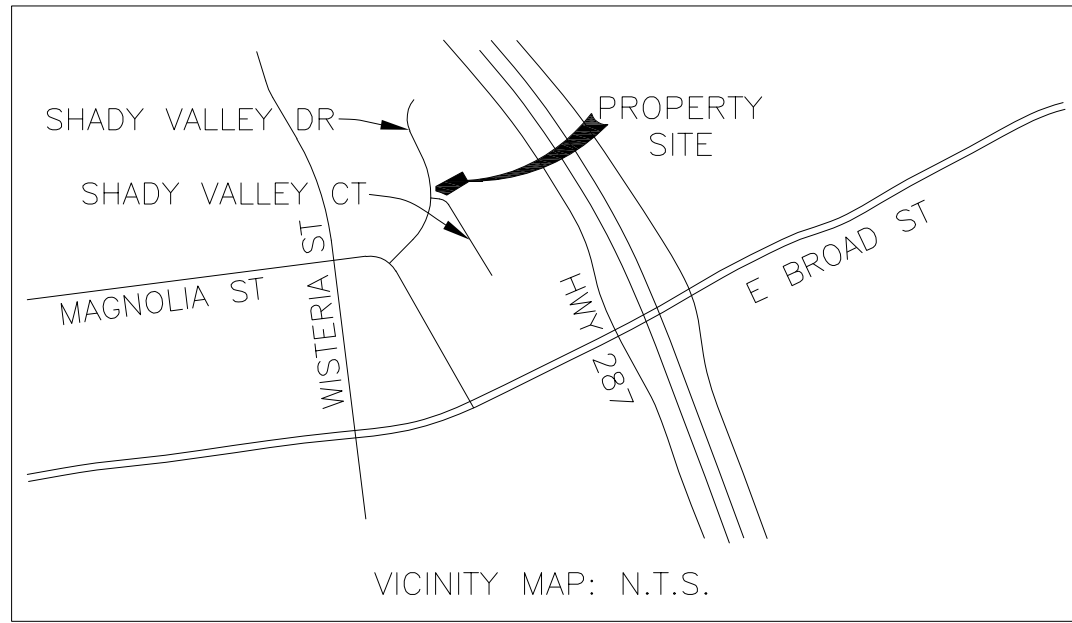 SHADY VALLEY DR
PROPERTY
SITE
SHADY VALLEY CT
WISTERIA ST
MAGNOLIA ST
HWY 287
E BROAD ST
VICINITY MAP: N.T.S.